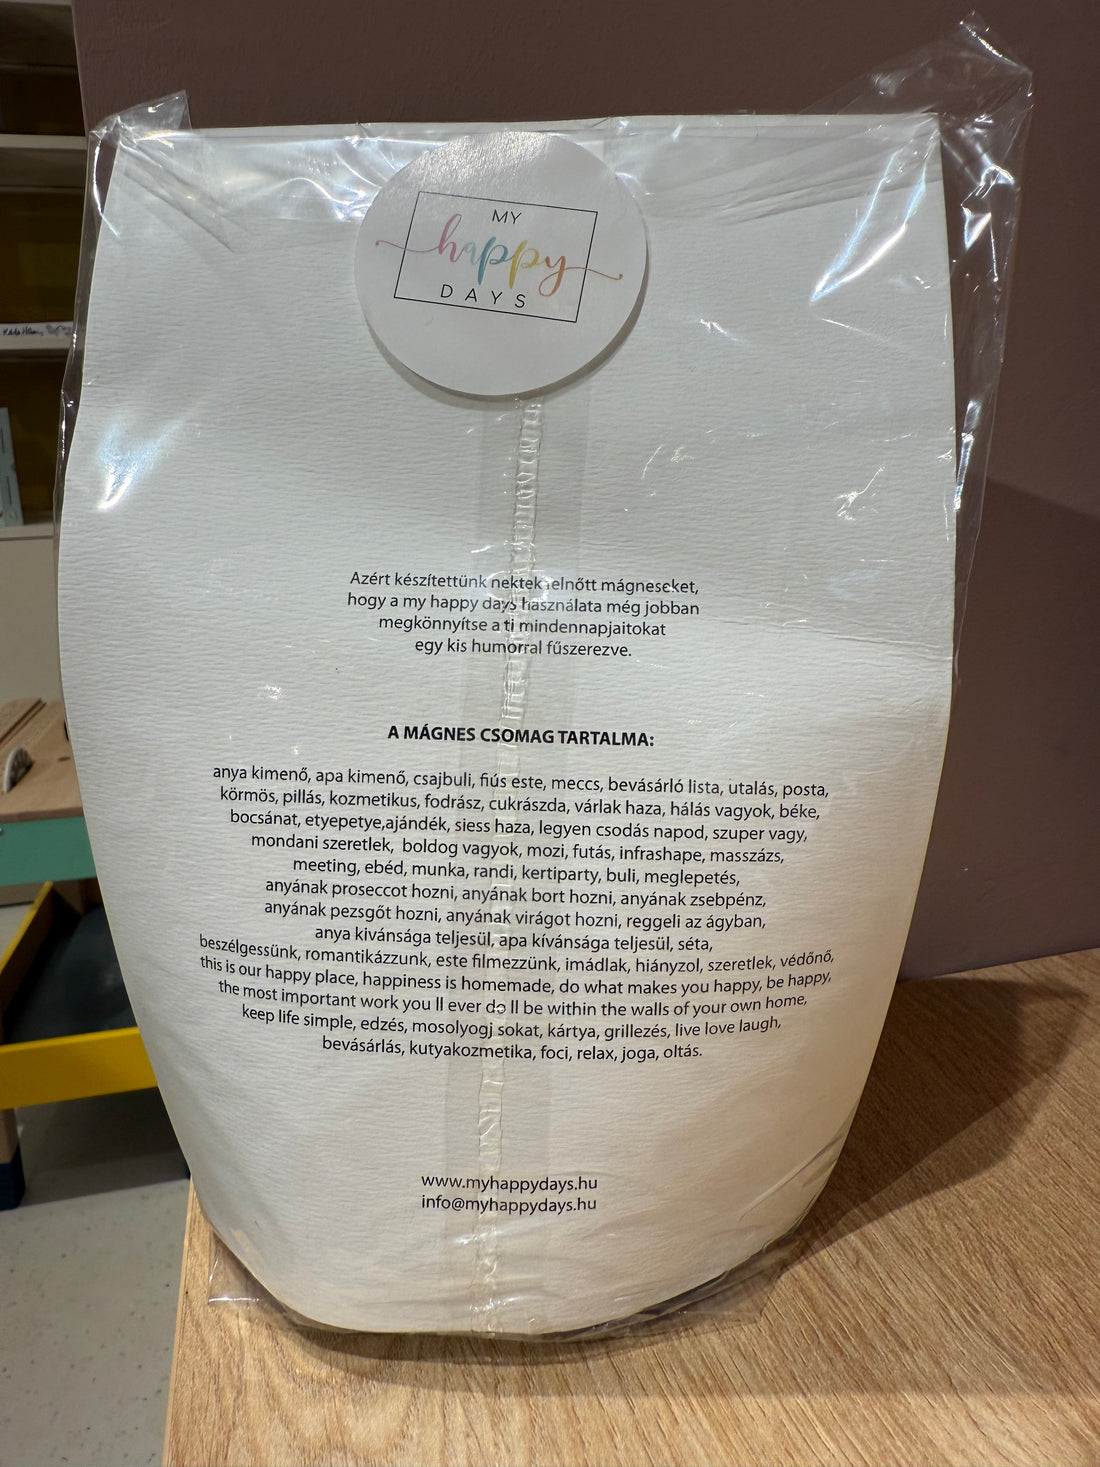 MY
happy
DAYS
Azért készítettünk nektek felnőtt mágneseket,
hogy a my happy days használata még jobban
megkönnyítse a ti mindennapjaitokat
egy kis humorral fűszerezve.
A MÁGNES CSOMAG TARTALMA:
anya kimenő, apa kimenő, csajbuli, fiús este, meccs, bevásárló lista, utalás, posta,
körmös, pillás, kozmetikus, fodrász, cukrászda, várlak haza, hálás vagyok, béke,
bocsánat, etyepetye,ajándék, siess haza, legyen csodás napod, szuper vagy,
mondani szeretlek, boldog vagyok, mozi, futás, infrashape, masszázs,
meeting, ebéd, munka, randi, kertiparty, buli, meglepetés,
anyának proseccot hozni, anyának bort hozni, anyának zsebpénz,
anyának pezsgőt hozni, anyának virágot hozni, reggeli az ágyban,
anya kivánsága teljesül, apa kívánsága teljesül, séta,
beszélgessünk, romantikázzunk, este filmezzünk, imádlak, hiányzol, szeretlek, védőnő,
this is our happy place, happiness is homemade, do what makes you happy, be happy,
the most important work you ll ever do ll be within the walls of your own home,
keep life simple, edzés, mosolyogj sokat, kártya, grillezés, live love laugh,
bevásárlás, kutyakozmetika, foci, relax, joga, oltás.
www.myhappydays.hu
info@myhappydays.hu